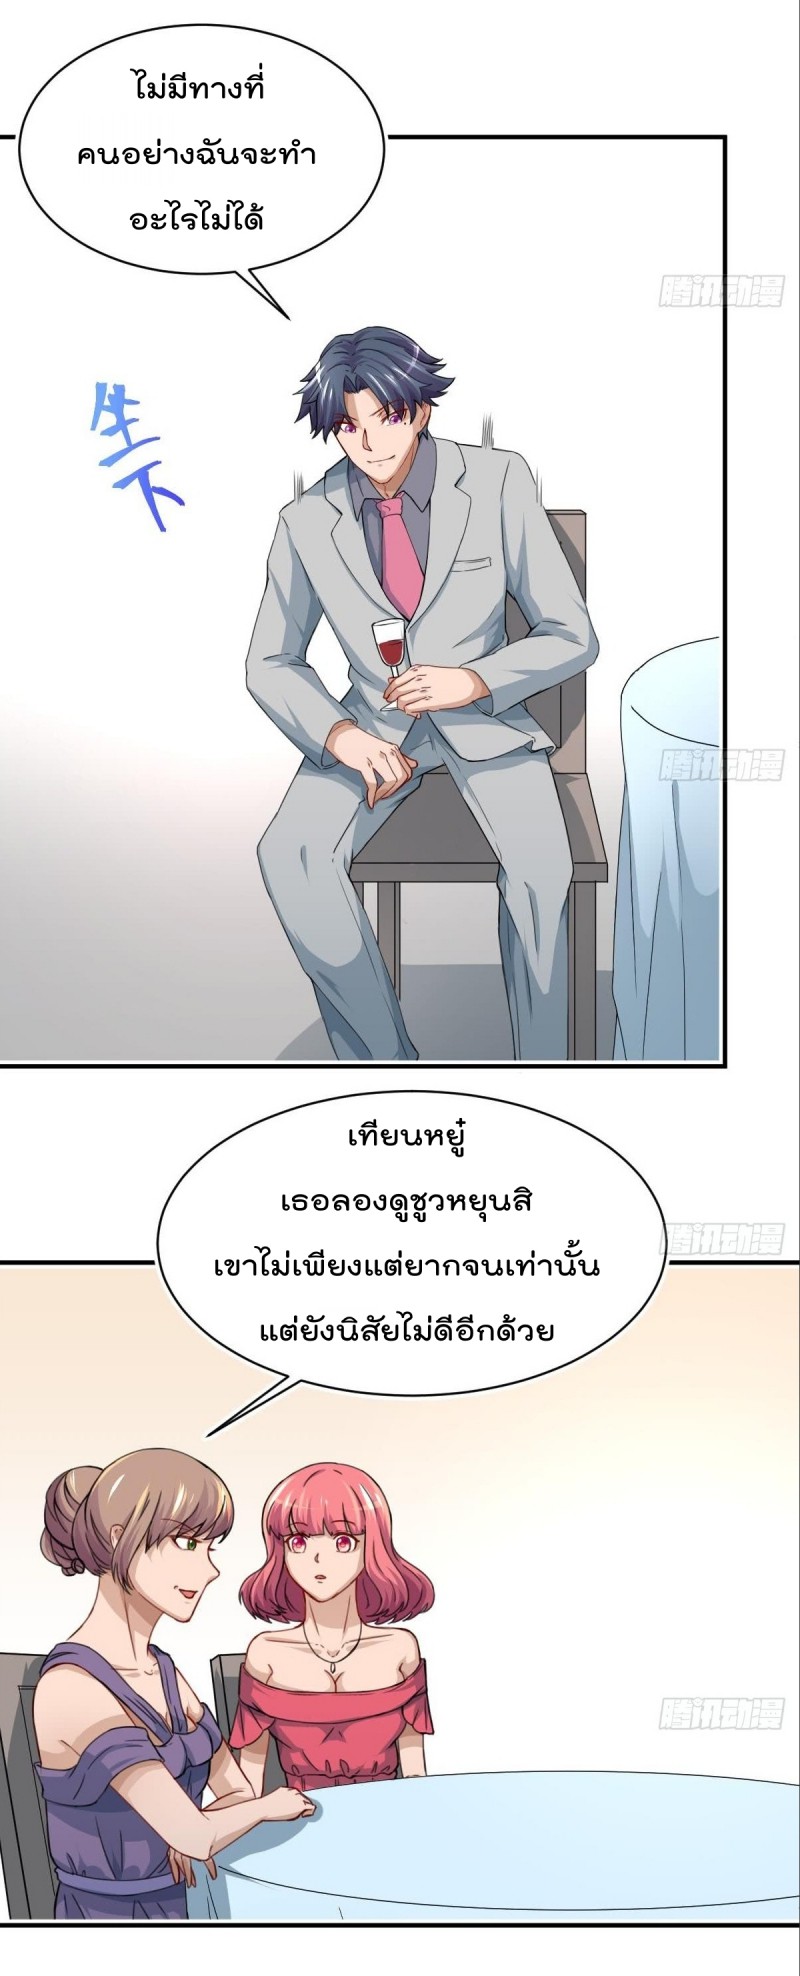 ไม่มีทางที่
คนอย่างฉันจะทำ
อะไรไม่ได้
腾讯动漫
坐
下
腾讯动漫
เทียนหยู๋
เธอลองดูชูวหยุนสิ
腾讯动漫
เขาไม่เพียงแต่ยากจนเท่านั้น
แต่ยังนิสัยไม่ดีอีกด้วย
腾讯动漫